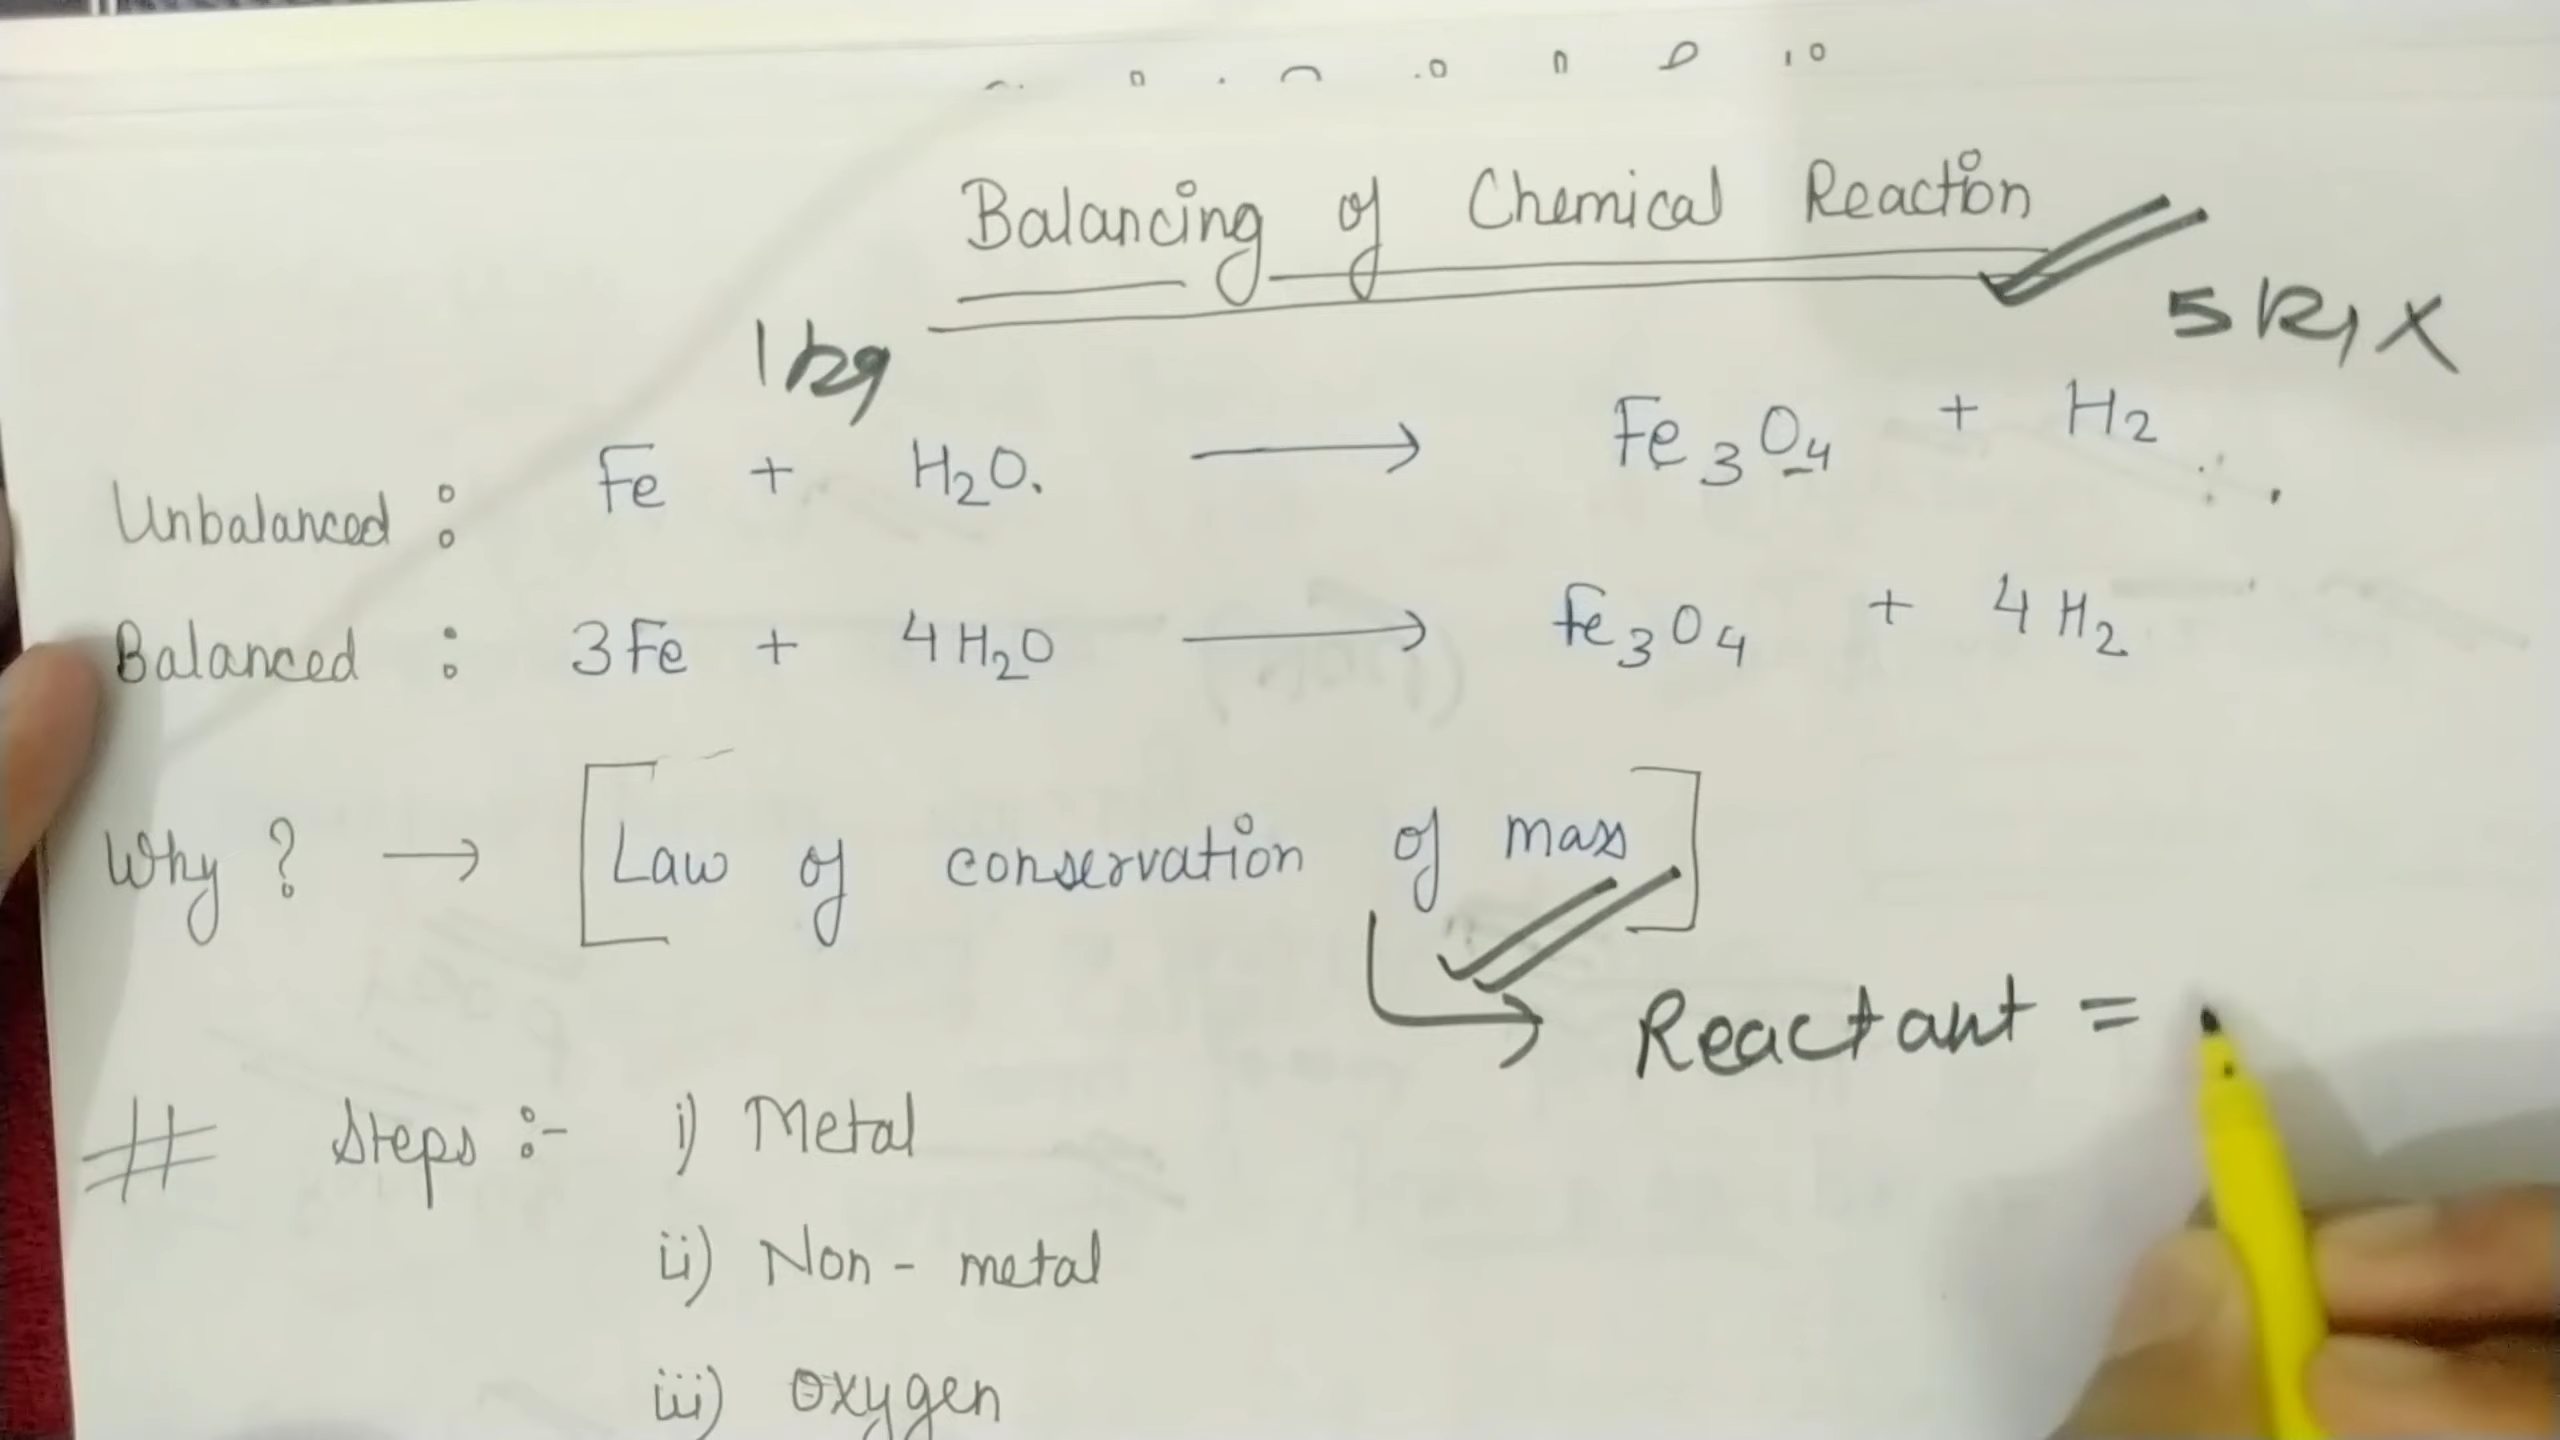 Balancing of Chemical Reaction
1 kg
5 kg X
Unbalanced : Fe + H₂O. ⟶ Fe₃O₄ + H₂
Balanced : 3Fe + 4H₂O ⟶ Fe₃O₄ + 4H₂
Why ? → [Law of conservation of mass]
Reactant =
# Steps :- i) Metal
ii) Non - metal
iii) oxygen